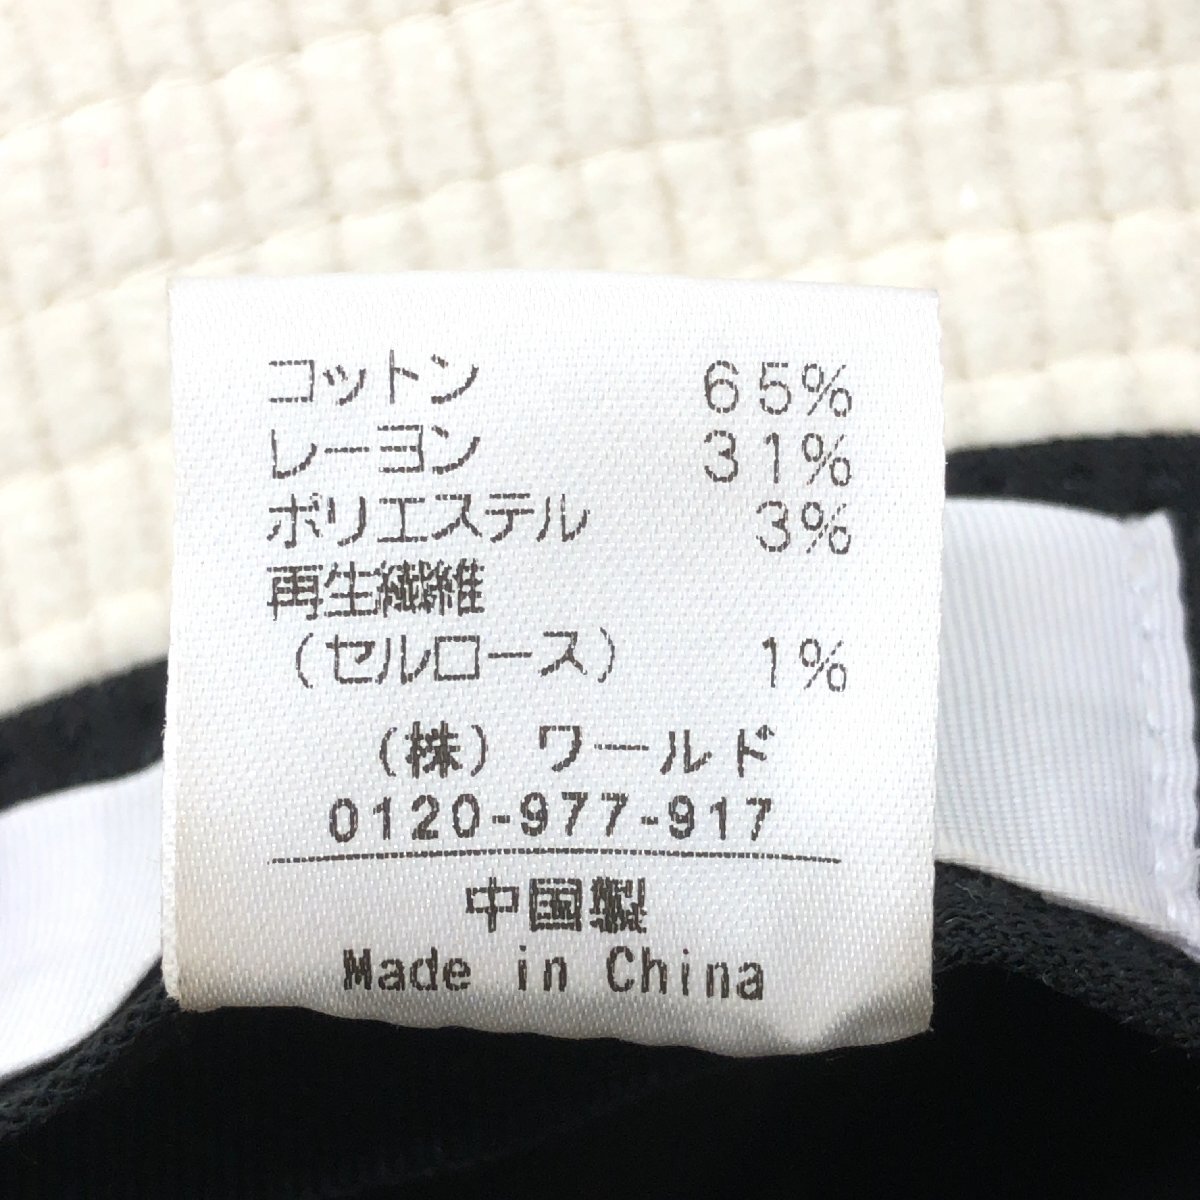 コットン 65%
レーヨン 31%
ポリエステル 3%
再生繊維
(セルロース) 1%
(株) ワールド
0120-977-917
中国製
Made in China